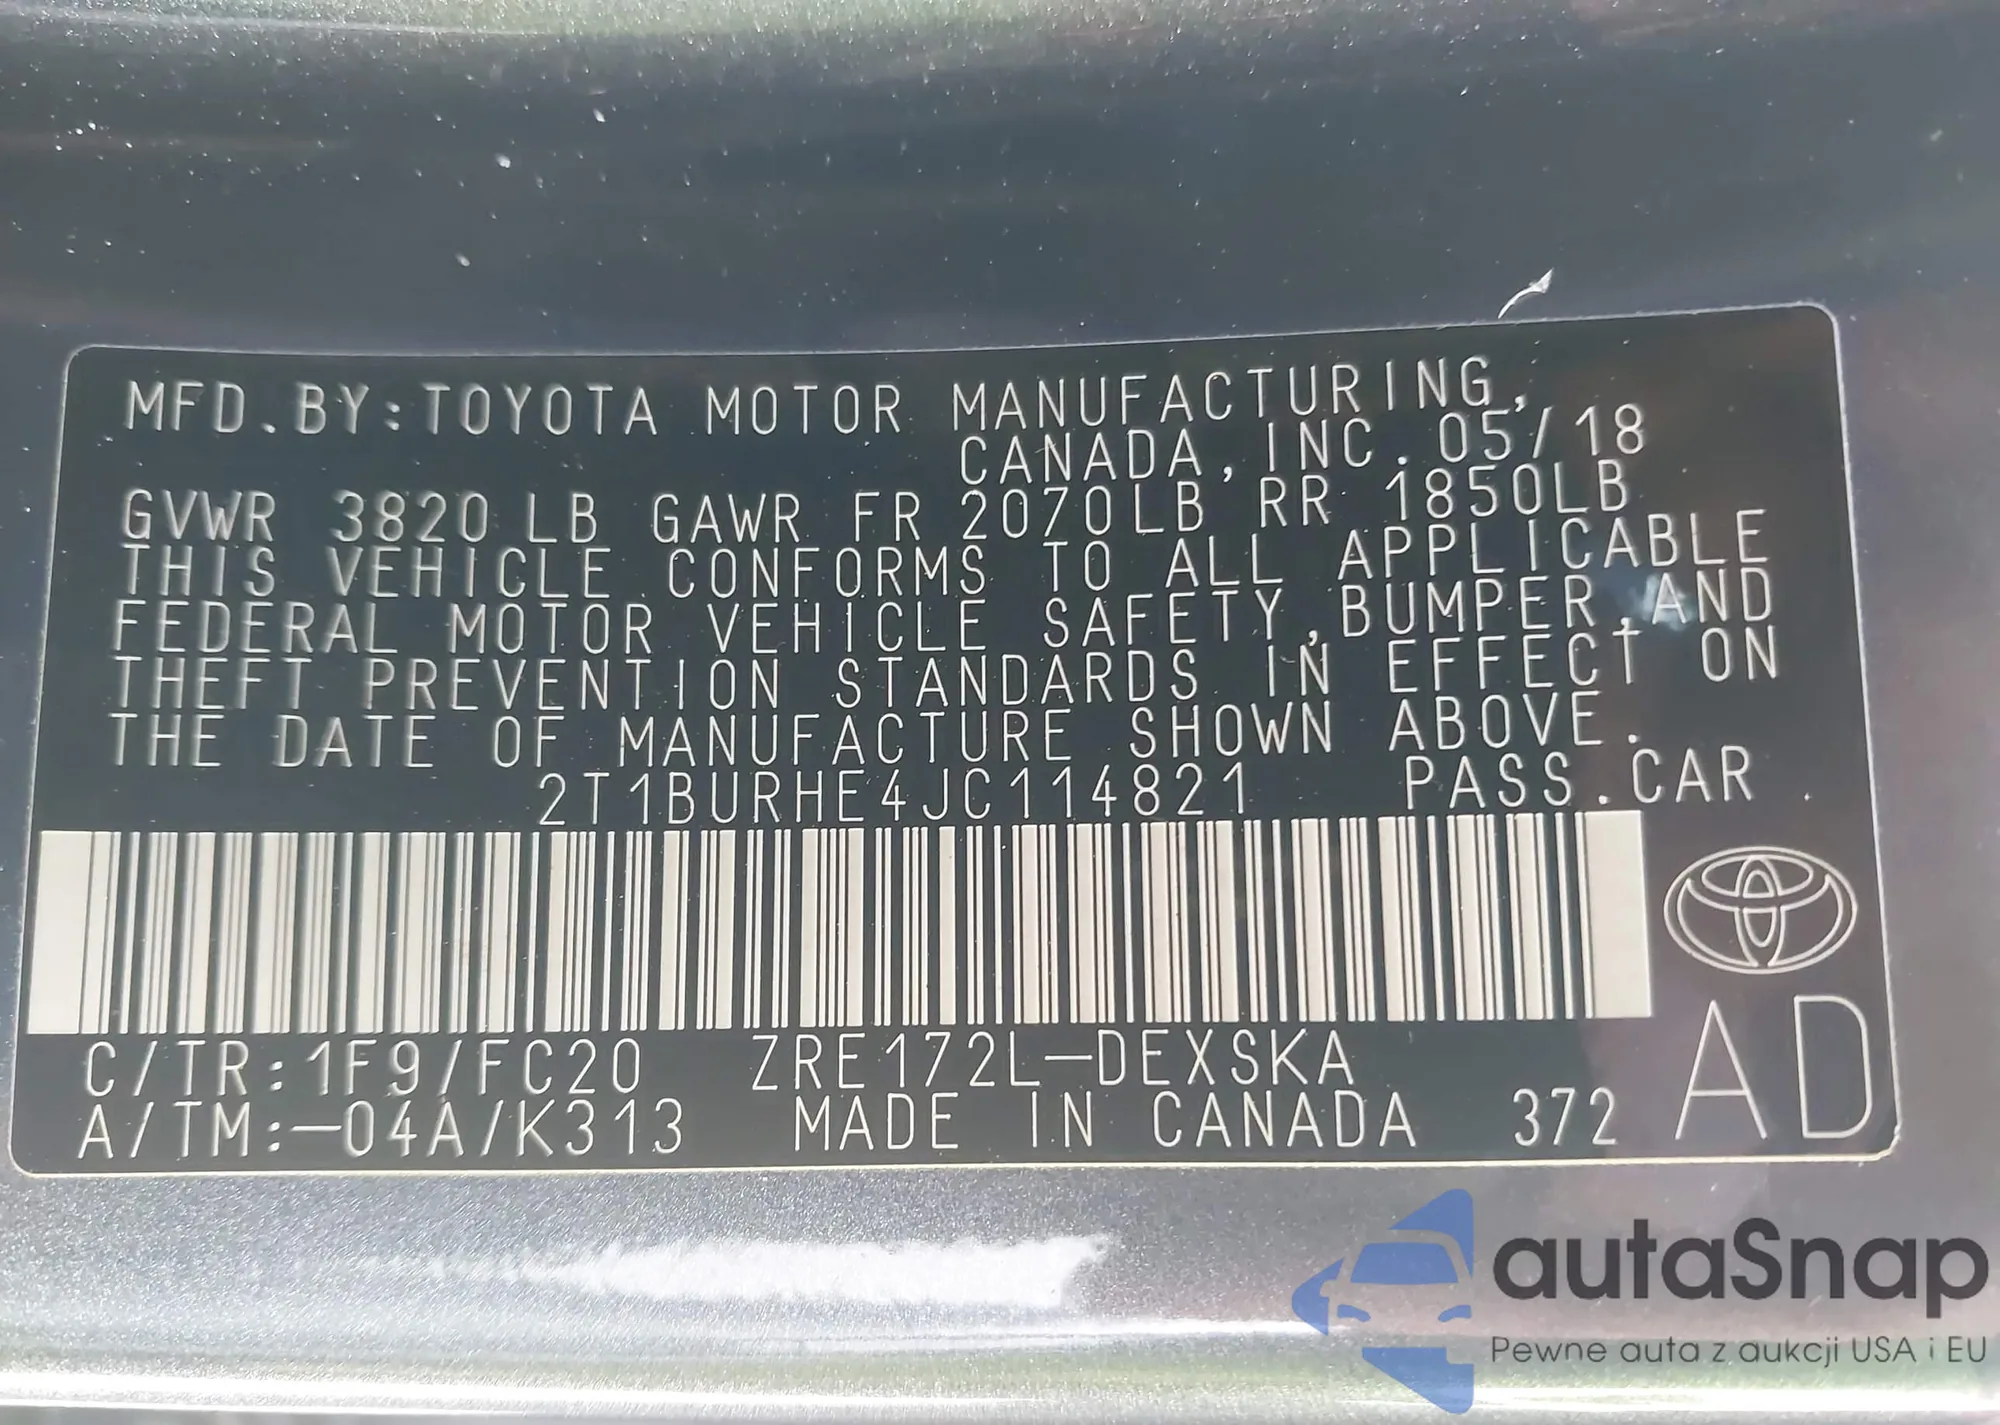 MFD.BY:TOYOTA MOTOR MANUFACTURING,
CANADA,INC. 05/18
GVWR 3820 LB GAWR FR 2070LB RR 1850LB
THIS VEHICLE CONFORMS TO ALL APPLICABLE
FEDERAL MOTOR VEHICLE SAFETY,BUMPER,AND
THEFT PREVENTION STANDARDS IN EFFECT ON
THE DATE OF MANUFACTURE SHOWN ABOVE.
2T1BURHE4JC114821 PASS.CAR
C/TR:1F9/FC20 ZRE172L-DEXSKA
A/TM:-04A/K313 MADE IN CANADA 372 AD
autaSnap
Pewne auta z aukcji USA i EU